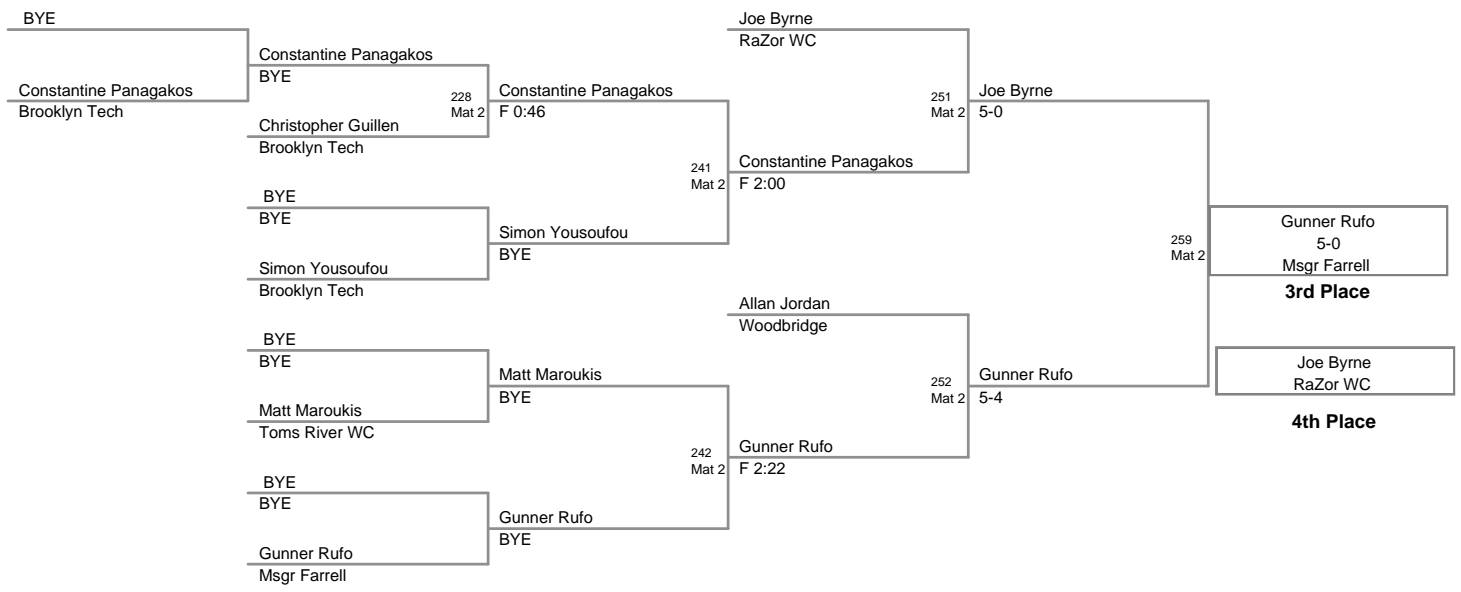 BYE
Constantine Panagakos
Brooklyn Tech
Constantine Panagakos
BYE
Christopher Guillen
Brooklyn Tech
BYE
BYE
Simon Yousoufou
Brooklyn Tech
BYE
BYE
Matt Maroukis
Toms River WC
BYE
BYE
Gunner Rufo
Msgr Farrell
228
Mat 2
Constantine Panagakos
F 0:46
Simon Yousoufou
BYE
Matt Maroukis
BYE
Gunner Rufo
BYE
241
Mat 2
242
Mat 2
Joe Byrne
RaZor WC
Constantine Panagakos
F 2:00
Allan Jordan
Woodbridge
Gunner Rufo
F 2:22
251
Mat 2
252
Mat 2
Joe Byrne
5-0
Gunner Rufo
5-4
259
Mat 2
Gunner Rufo
5-0
Msgr Farrell
3rd Place
Joe Byrne
RaZor WC
4th Place